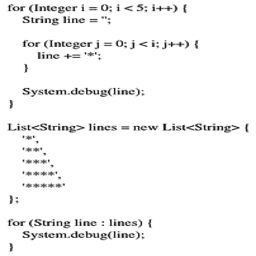 for (Integer i = 0; i < 5; i++) {
String line = '';
for (Integer j = 0; j < i; j++) {
line += '*';
}
System.debug(line);
}
List<String> lines = new List<String> {
'*',
'**',
'***',
'****',
'*****'
};
for (String line : lines) {
System.debug(line);
}